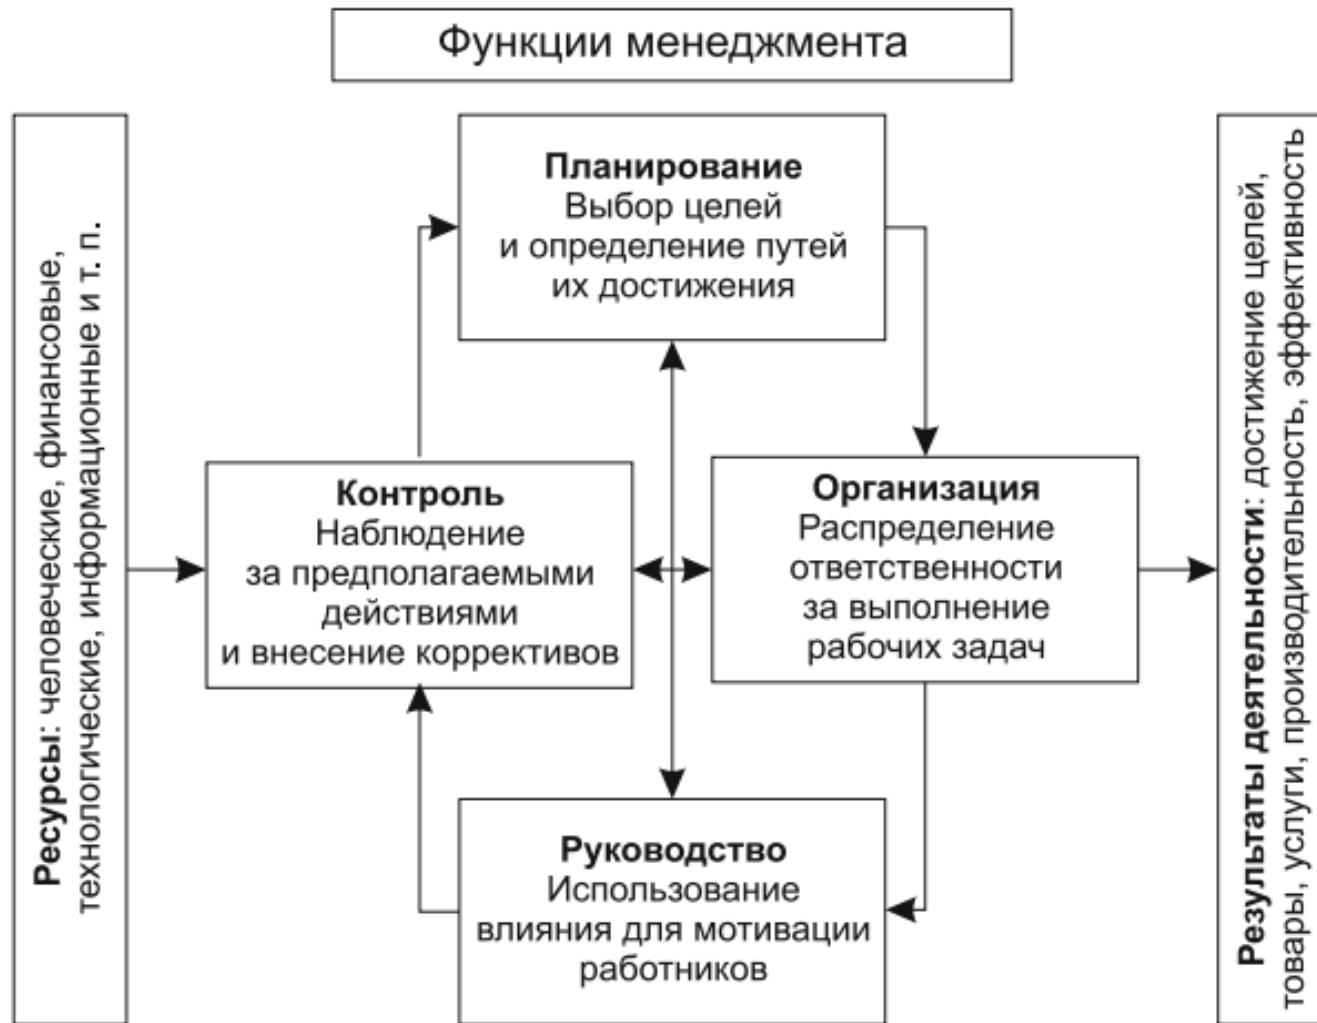 Функции менеджмента
Ресурсы: человеческие, финансовые,
технологические, информационные и т. п.
Планирование
Выбор целей
и определение путей
их достижения
Контроль
Наблюдение
за предполагаемыми
действиями
и внесение коррективов
Организация
Распределение
ответственности
за выполнение
рабочих задач
Руководство
Использование
влияния для мотивации
работников
Результаты деятельности: достижение целей,
товары, услуги, производительность, эффективность